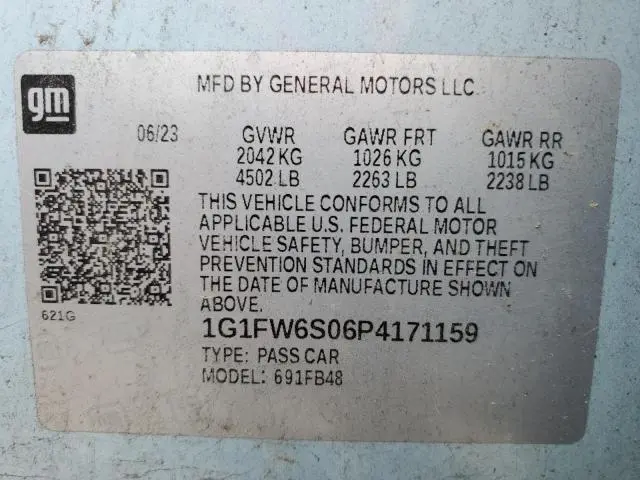 gm
MFD BY GENERAL MOTORS LLC
06/23 GVWR GAWR FRT GAWR RR
2042 KG 1026 KG 1015 KG
4502 LB 2263 LB 2238 LB
THIS VEHICLE CONFORMS TO ALL
APPLICABLE U.S. FEDERAL MOTOR
VEHICLE SAFETY, BUMPER, AND THEFT
PREVENTION STANDARDS IN EFFECT ON
THE DATE OF MANUFACTURE SHOWN
ABOVE.
621G
1G1FW6S06P4171159
TYPE: PASS CAR
MODEL: 691FB48